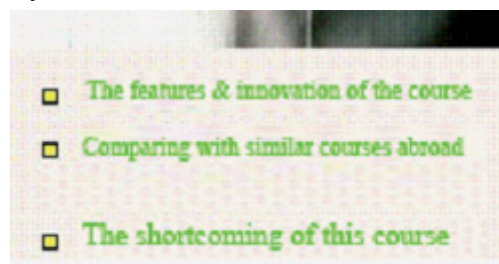 The features & innovation of the course
Comparing with similar courses abroad
The shortcoming of this course